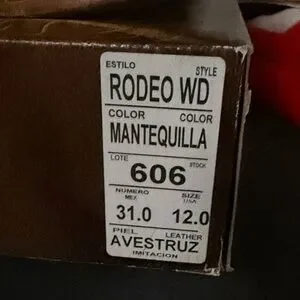 ESTILO STYLE
RODEO WD
COLOR COLOR
MANTEQUILLA
LOTE STOCK
606
NUMERO SIZE
MEX USA
31.0 12.0
PIEL LEATHER
AVESTRUZ
IMITACION